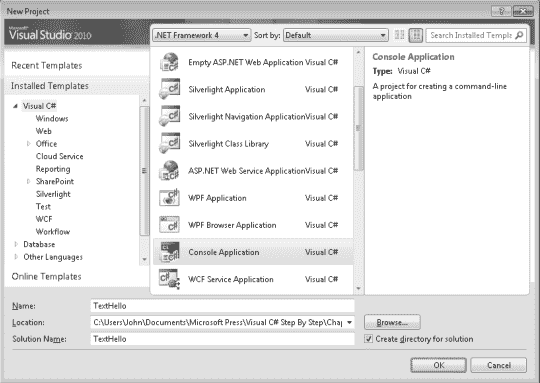 New Project
Microsoft
Visual Studio 2010
.NET Framework 4
Sort by: Default
Search Installed Templ
Recent Templates
Installed Templates
Visual C#
Windows
Web
Office
Cloud Service
Reporting
SharePoint
Silverlight
Test
WCF
Workflow
Database
Other Languages
Online Templates
Empty ASP.NET Web Application Visual C#
Silverlight Application Visual C#
Silverlight Navigation Application Visual C#
Silverlight Class Library Visual C#
ASP.NET Web Service Application Visual C#
WPF Application Visual C#
WPF Browser Application Visual C#
Console Application Visual C#
WCF Service Application Visual C#
Console Application
Type: Visual C#
A project for creating a command-line
application
Name: TextHello
Location: C:\Users\John\Documents\Microsoft Press\Visual C# Step By Step\Chap
Browse...
Solution Name: TextHello
Create directory for solution
OK
Cancel